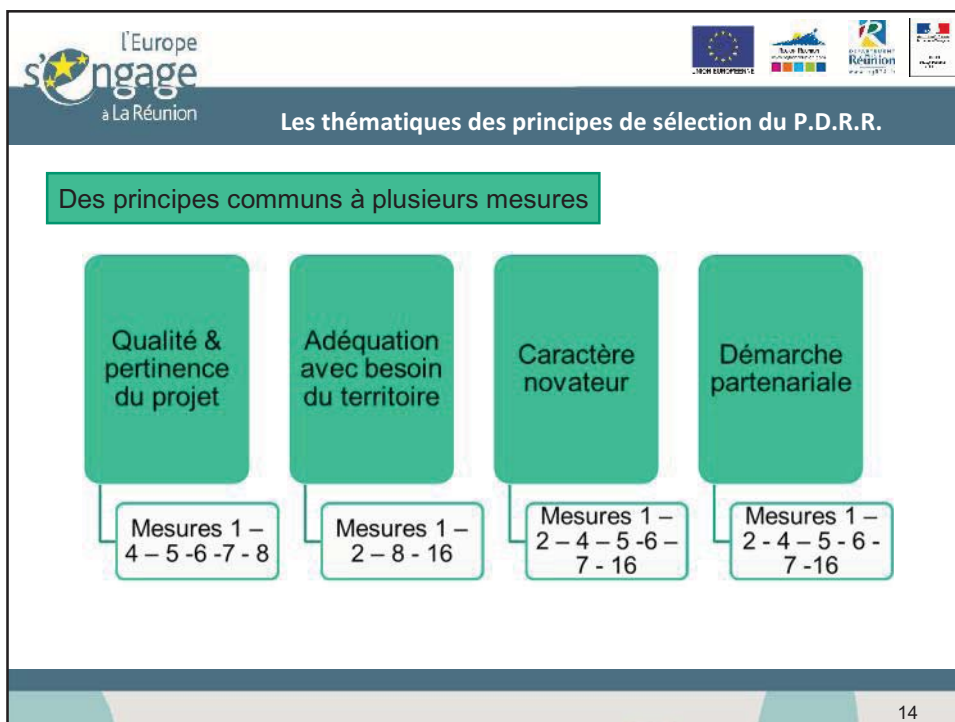 l'Europe
s'engage
à La Réunion
UNION EUROPEENNE
Les thématiques des principes de sélection du P.D.R.R.
Des principes communs à plusieurs mesures
Qualité &
pertinence
du projet
Mesures 1 –
4 – 5 -6 -7 - 8
Adéquation
avec besoin
du territoire
Mesures 1 –
2 – 8 - 16
Caractère
novateur
Mesures 1 –
2 – 4 – 5 -6 –
7 - 16
Démarche
partenariale
Mesures 1 –
2 - 4 – 5 - 6 -
7 -16
14